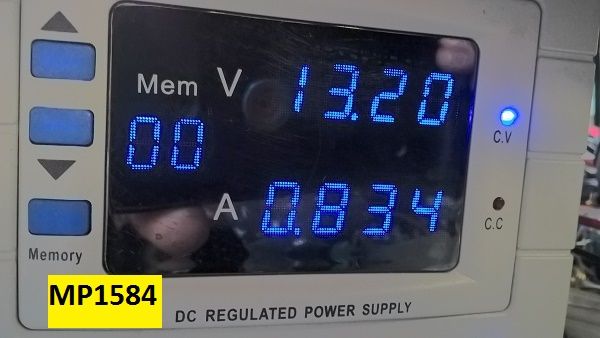 Mem V 13.20
00
C.V
A 0.834
C.C
Memory
MP1584
DC REGULATED POWER SUPPLY